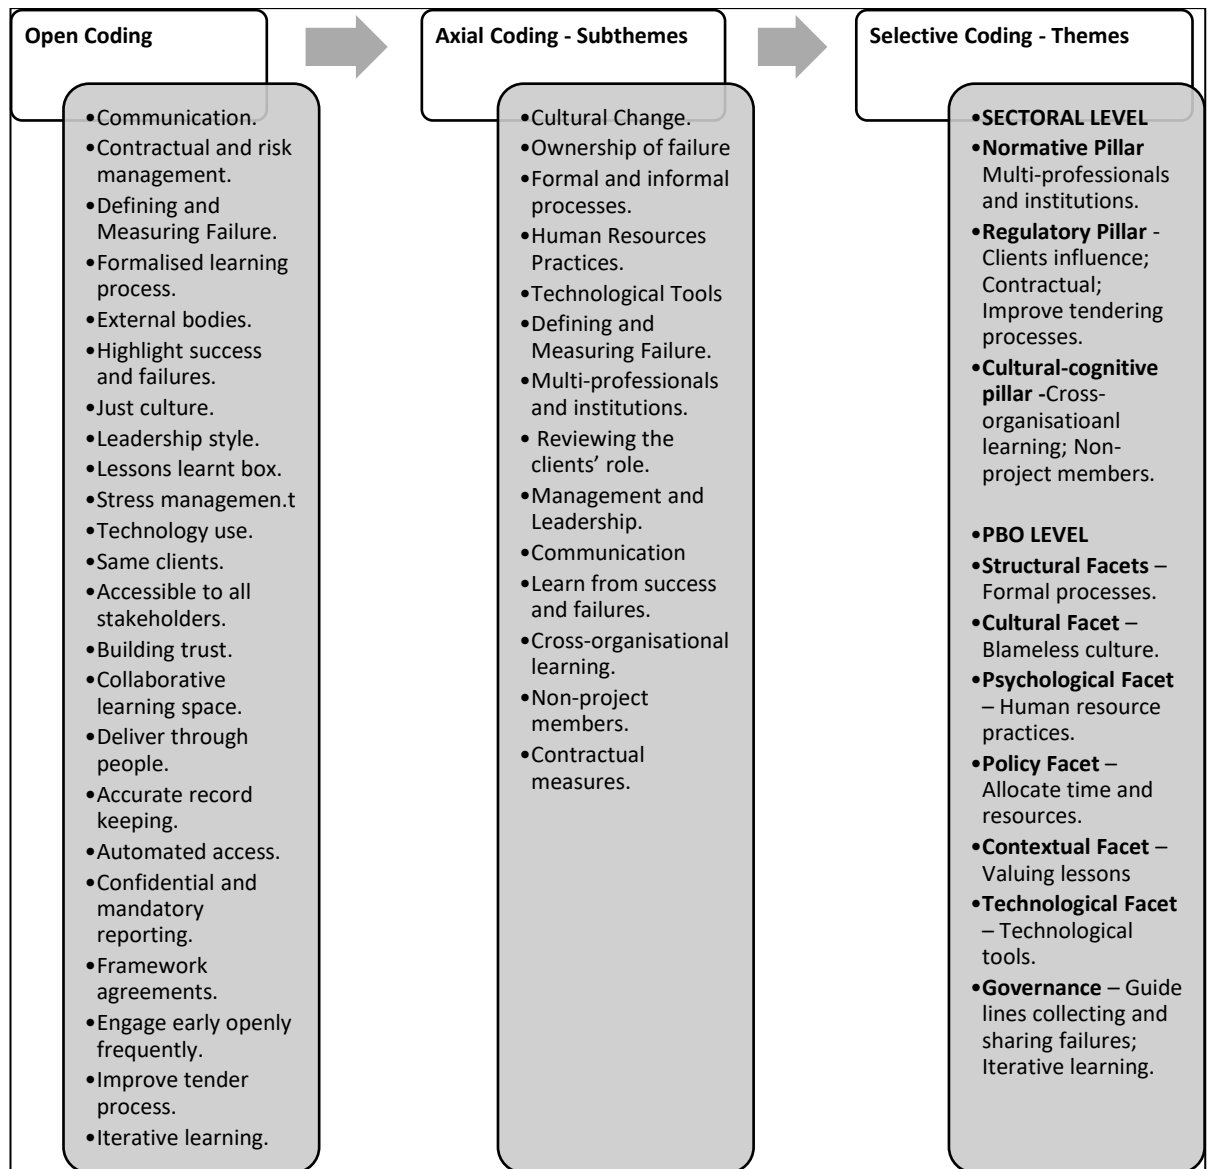 Open Coding
•Communication.
•Contractual and risk
management.
•Defining and
Measuring Failure.
•Formalised learning
process.
•External bodies.
•Highlight success
and failures.
•Just culture.
•Leadership style.
•Lessons learnt box.
•Stress managemen.t
•Technology use.
•Same clients.
•Accessible to all
stakeholders.
•Building trust.
•Collaborative
learning space.
•Deliver through
people.
•Accurate record
keeping.
•Automated access.
•Confidential and
mandatory
reporting.
•Framework
agreements.
•Engage early openly
frequently.
•Improve tender
process.
•Iterative learning.
Axial Coding - Subthemes
•Cultural Change.
•Ownership of failure
•Formal and informal
processes.
•Human Resources
Practices.
•Technological Tools
•Defining and
Measuring Failure.
•Multi-professionals
and institutions.
• Reviewing the
clients’ role.
•Management and
Leadership.
•Communication
•Learn from success
and failures.
•Cross-organisational
learning.
•Non-project
members.
•Contractual
measures.
Selective Coding - Themes
•SECTORAL LEVEL
•Normative Pillar
Multi-professionals
and institutions.
•Regulatory Pillar -
Clients influence;
Contractual;
Improve tendering
processes.
•Cultural-cognitive
pillar -Cross-
organisatioanl
learning; Non-
project members.
•PBO LEVEL
•Structural Facets –
Formal processes.
•Cultural Facet –
Blameless culture.
•Psychological Facet
– Human resource
practices.
•Policy Facet –
Allocate time and
resources.
•Contextual Facet –
Valuing lessons
•Technological Facet
– Technological
tools.
•Governance – Guide
lines collecting and
sharing failures;
Iterative learning.